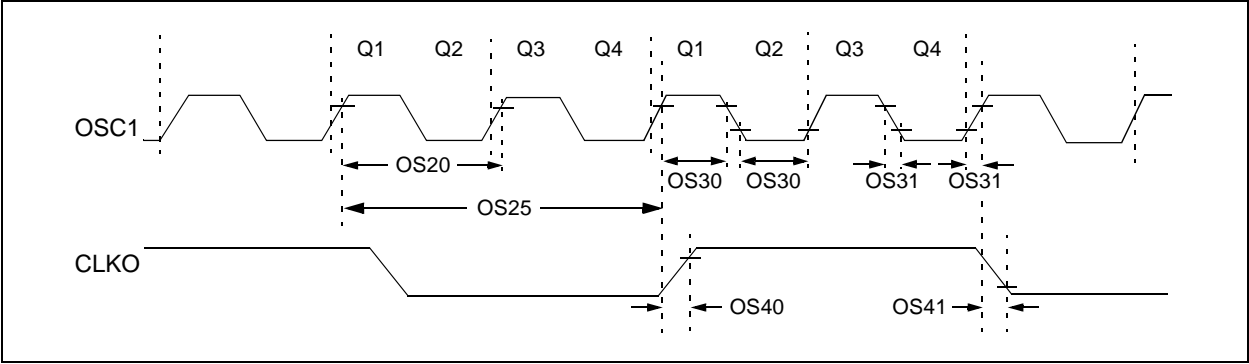 Q1 Q2 Q3 Q4 Q1 Q2 Q3 Q4
OSC1
OS20
OS30 OS30 OS31 OS31
OS25
CLKO
OS40 OS41